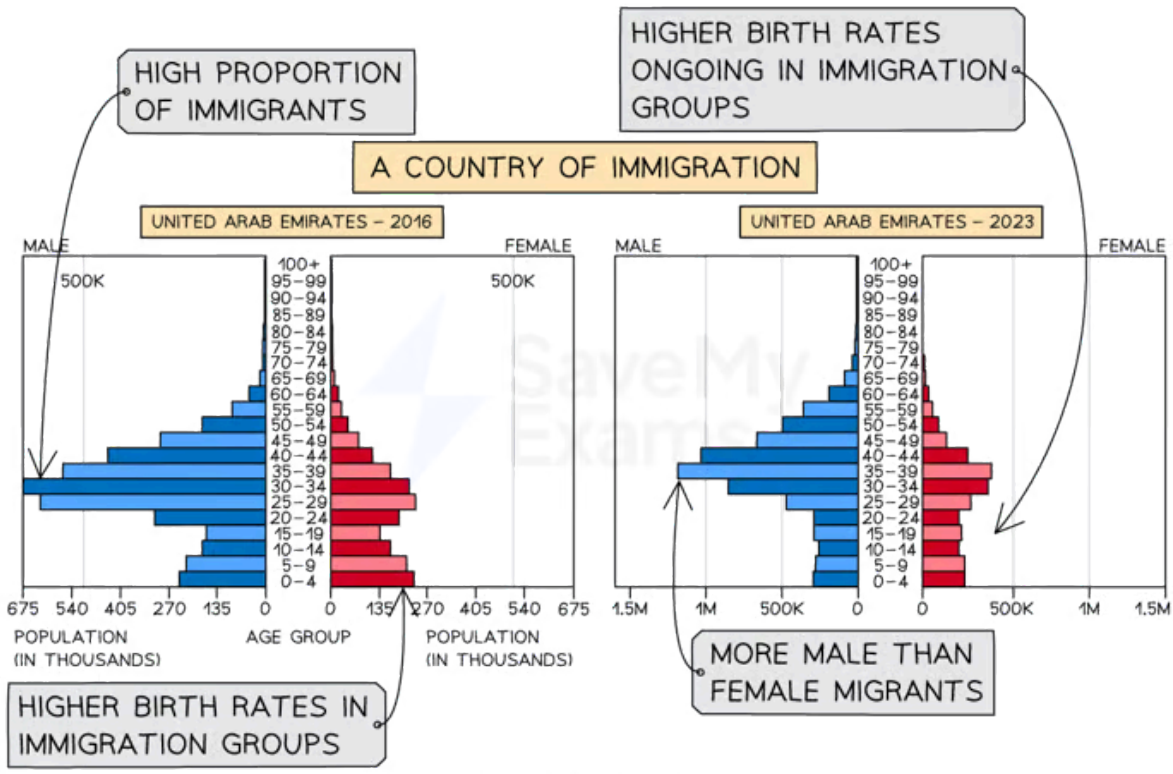 HIGH PROPORTION
OF IMMIGRANTS
HIGHER BIRTH RATES
ONGOING IN IMMIGRATION
GROUPS
A COUNTRY OF IMMIGRATION
UNITED ARAB EMIRATES – 2016
MALE
FEMALE
500K
500K
100+
95–99
90–94
85–89
80–84
75–79
70–74
65–69
60–64
55–59
50–54
45–49
40–44
35–39
30–34
25–29
20–24
15–19
10–14
5–9
0–4
675 540 405 270 135 0
0 135 270 405 540 675
POPULATION
(IN THOUSANDS)
AGE GROUP
POPULATION
(IN THOUSANDS)
HIGHER BIRTH RATES IN
IMMIGRATION GROUPS
UNITED ARAB EMIRATES – 2023
MALE
FEMALE
100+
95–99
90–94
85–89
80–84
75–79
70–74
65–69
60–64
55–59
50–54
45–49
40–44
35–39
30–34
25–29
20–24
15–19
10–14
5–9
0–4
1.5M 1M 500K 0
0 500K 1M 1.5M
MORE MALE THAN
FEMALE MIGRANTS
SaveMy
Exams